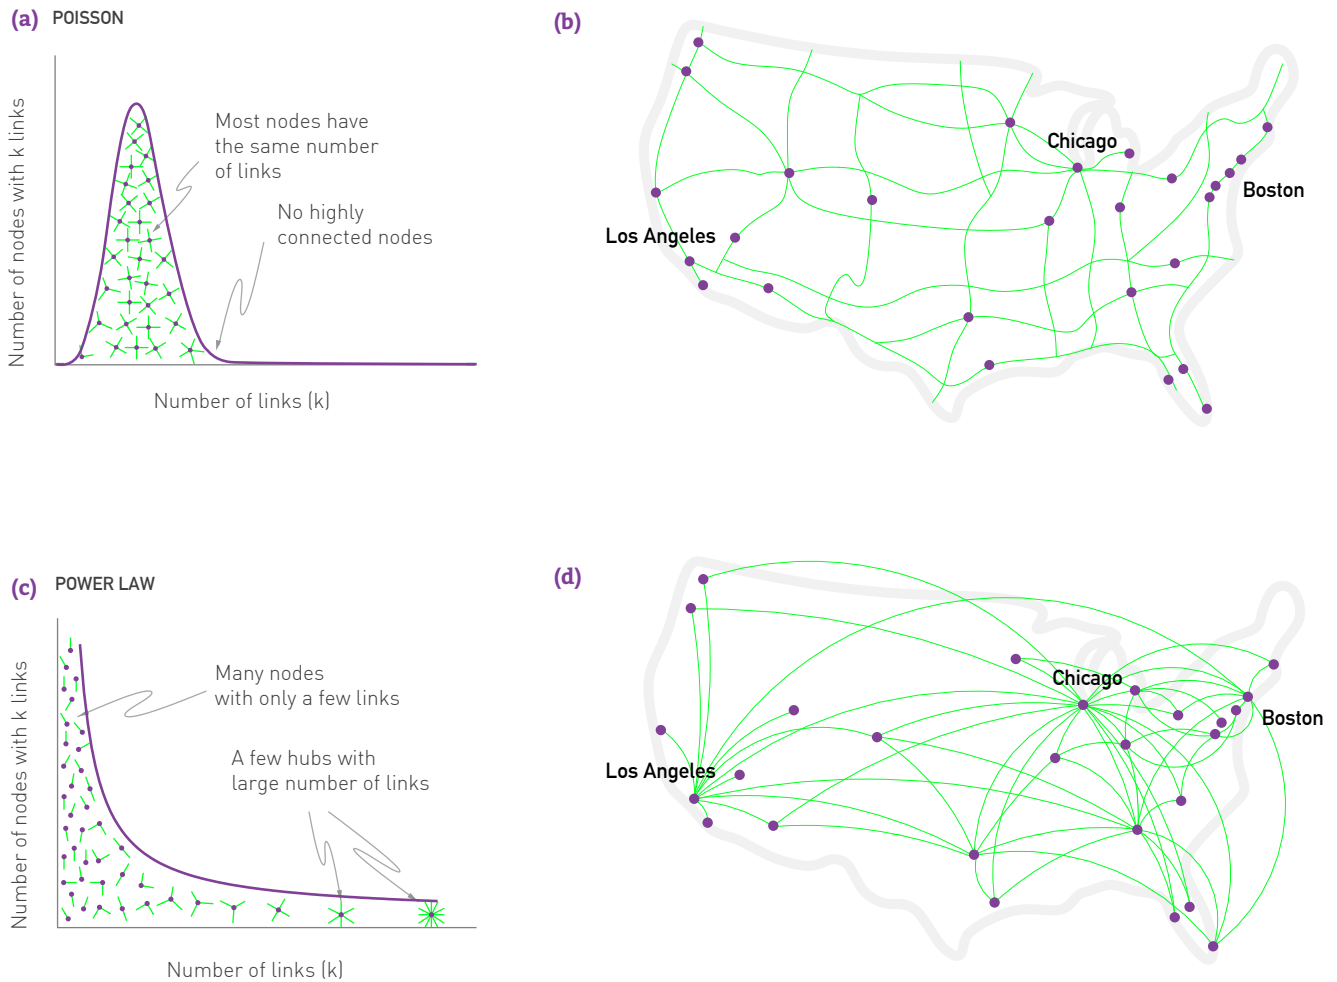 (a) POISSON
Number of nodes with k links
Most nodes have
the same number
of links
No highly
connected nodes
Number of links (k)
(b)
Chicago
Boston
Los Angeles
(c) POWER LAW
Number of nodes with k links
Many nodes
with only a few links
A few hubs with
large number of links
Number of links (k)
(d)
Chicago
Boston
Los Angeles